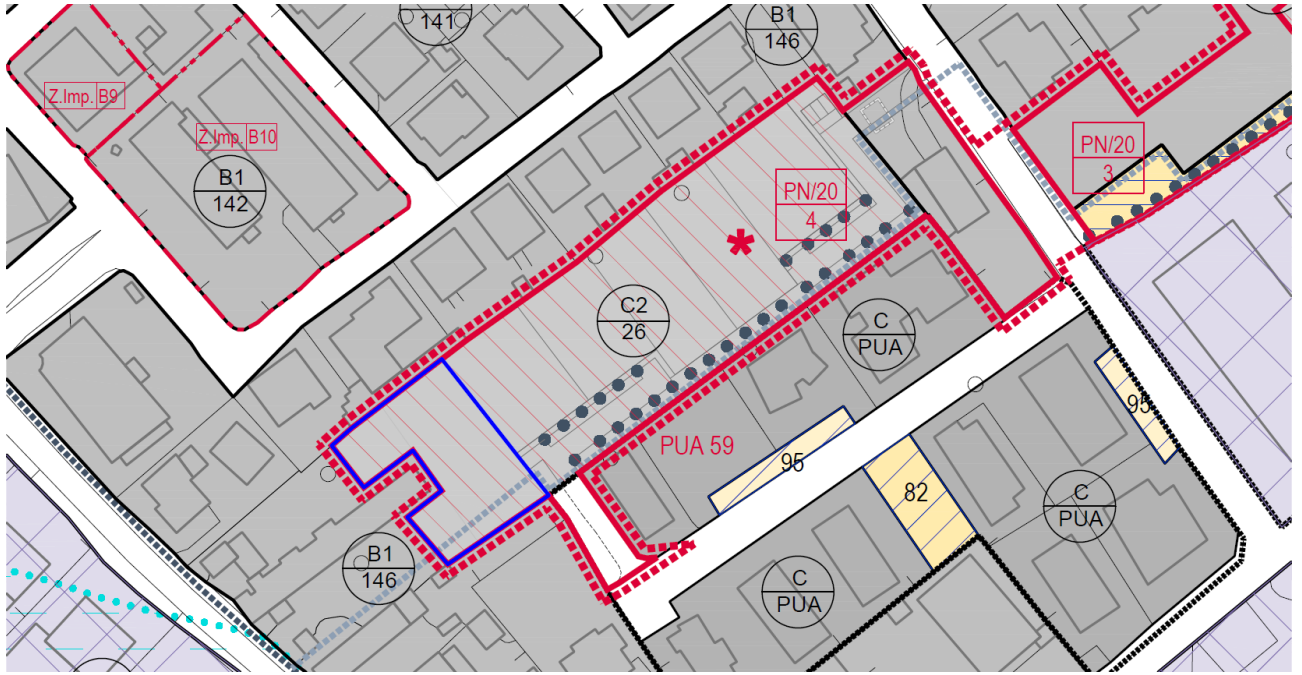 141
B1
146
Z.Imp. B9
Z.Imp. B10
B1
142
PN/20
3
PN/20
4
*
C2
26
C
PUA
PUA 59
95
95
82
C
PUA
B1
146
C
PUA